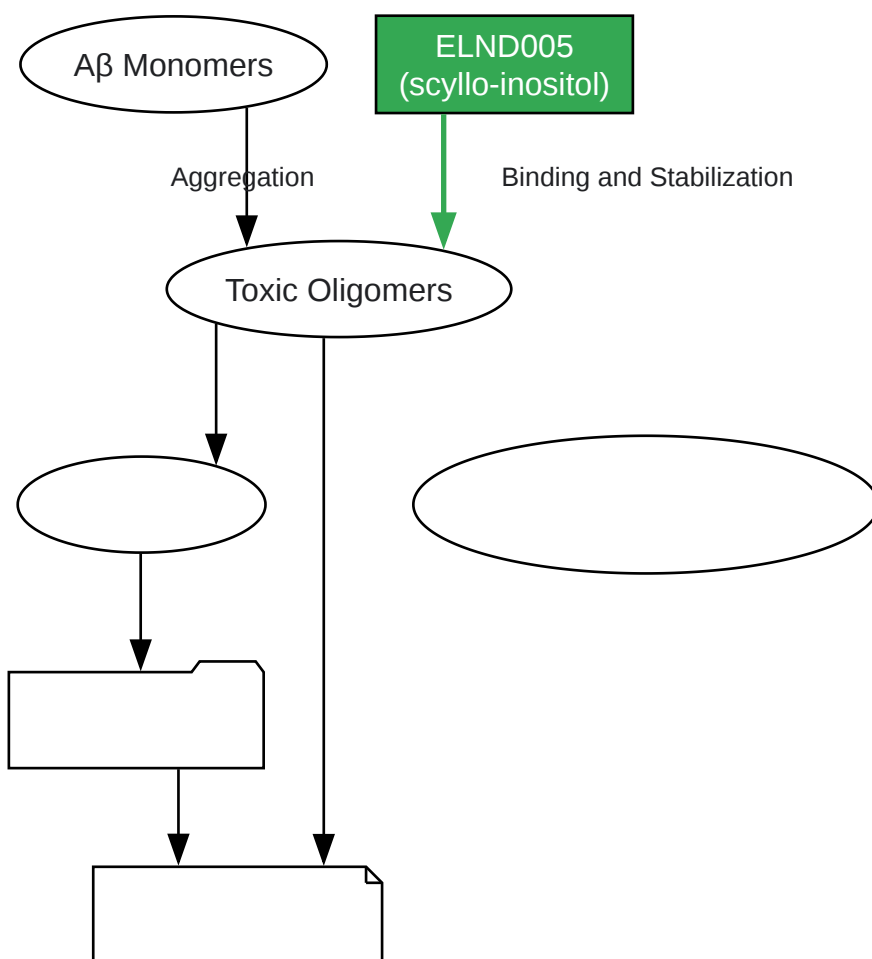 Aβ Monomers
ELND005
(scyllo-inositol)
Aggregation
Binding and Stabilization
Toxic Oligomers